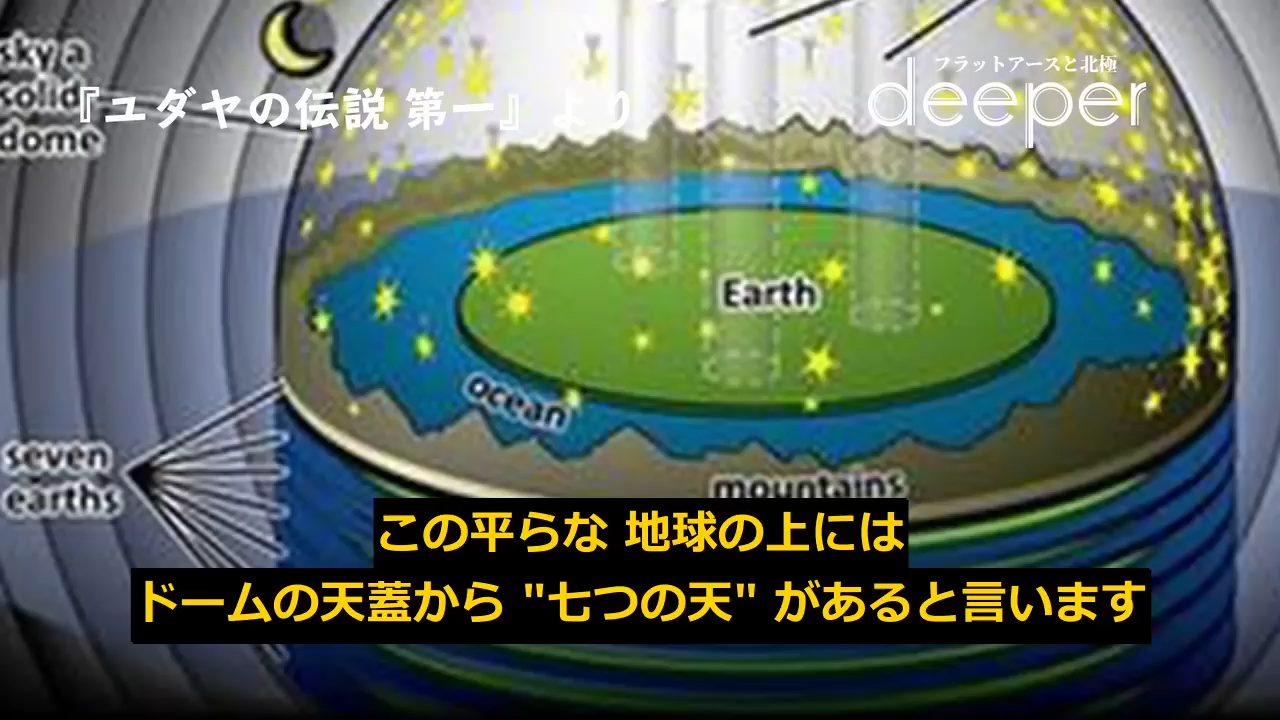 sky a
solid
dome
『ユダヤの伝説 第一』より
フラットアースと北極
deeper
Earth
ocean
seven
earths
mountains
この平らな 地球の上には
ドームの天蓋から "七つの天" があると言います